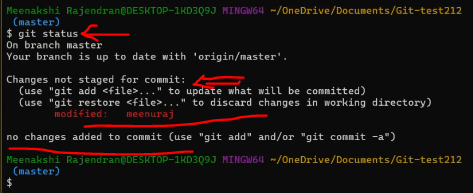 Meenakshi Rajendran@DESKTOP-1KD3Q9J MINGW64 ~/OneDrive/Documents/Git-test212
(master)
$ git status
On branch master
Your branch is up to date with 'origin/master'.
Changes not staged for commit:
(use "git add <file>..." to update what will be committed)
(use "git restore <file>..." to discard changes in working directory)
modified: meenuraj
no changes added to commit (use "git add" and/or "git commit -a")
Meenakshi Rajendran@DESKTOP-1KD3Q9J MINGW64 ~/OneDrive/Documents/Git-test212
(master)
$